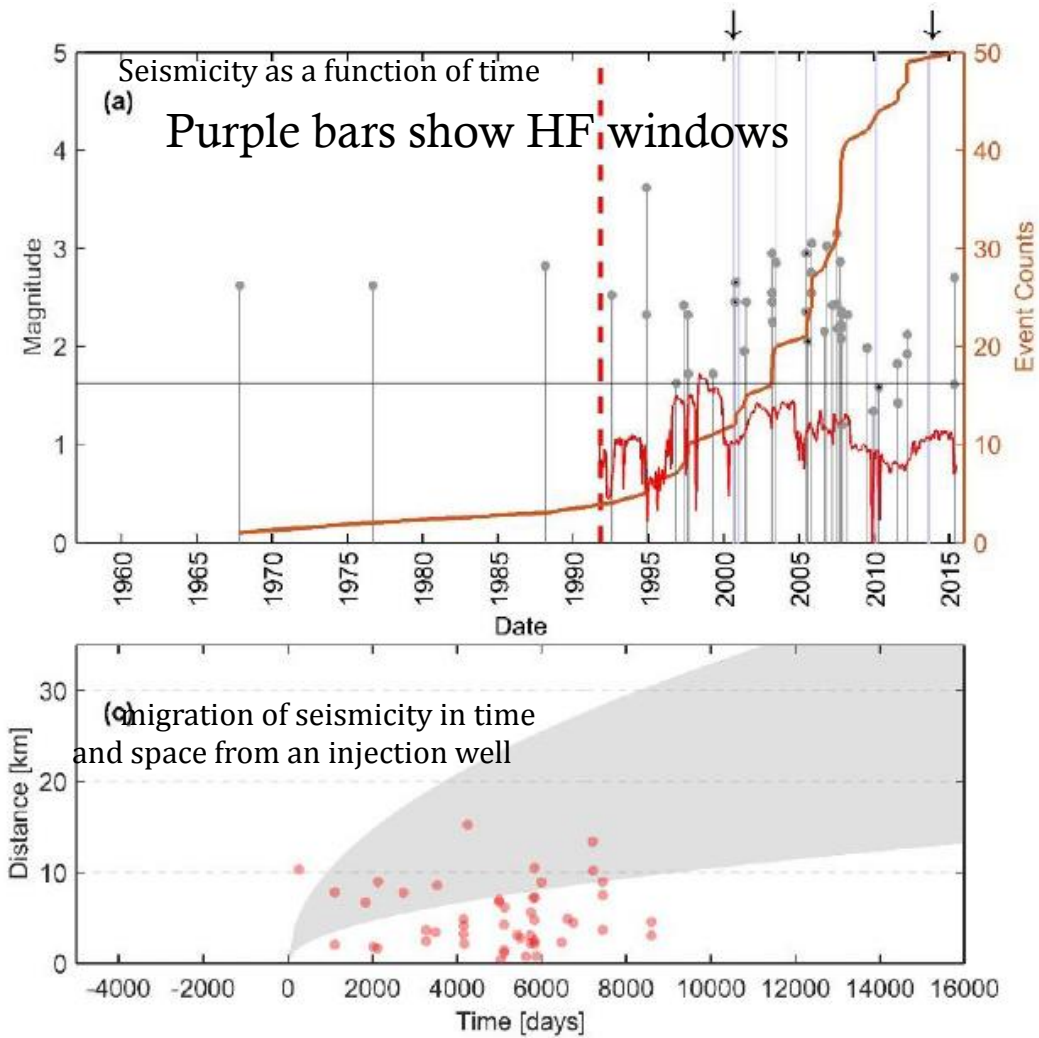 ↓ ↓
Seismicity as a function of time
(a)
Purple bars show HF windows
Magnitude
5
4
3
2
1
0
Event Counts
50
40
30
20
10
0
1960 1965 1970 1975 1980 1985 1990 1995 2000 2005 2010 2015
Date
(c) migration of seismicity in time
and space from an injection well
Distance [km]
30
20
10
0
-4000 -2000 0 2000 4000 6000 8000 10000 12000 14000 16000
Time [days]